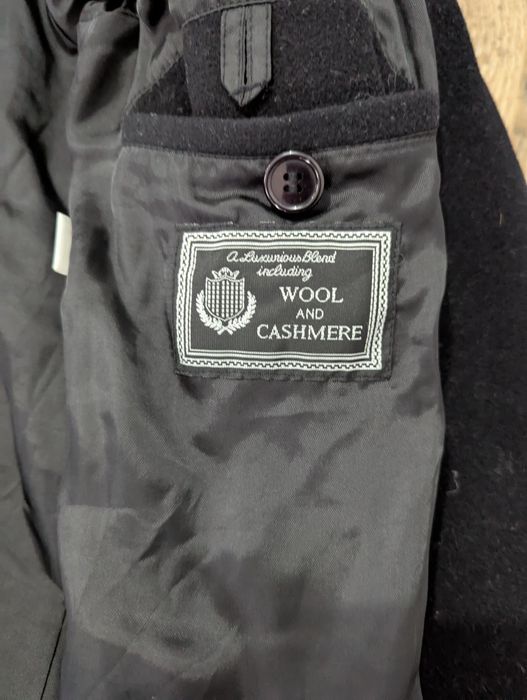 A Luxurious Blend
including
WOOL
AND
CASHMERE